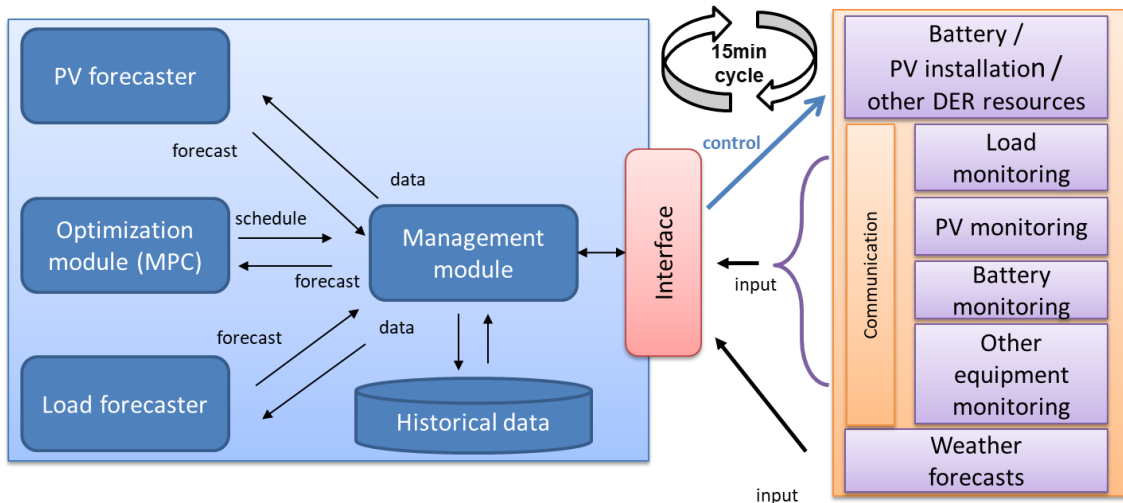 PV forecaster
forecast
data
Optimization
module (MPC)
schedule
forecast
Management
module
Load forecaster
forecast
data
Historical data
Interface
15min
cycle
control
input
input
Battery /
PV installation /
other DER resources
Communication
Load
monitoring
PV monitoring
Battery
monitoring
Other
equipment
monitoring
Weather
forecasts